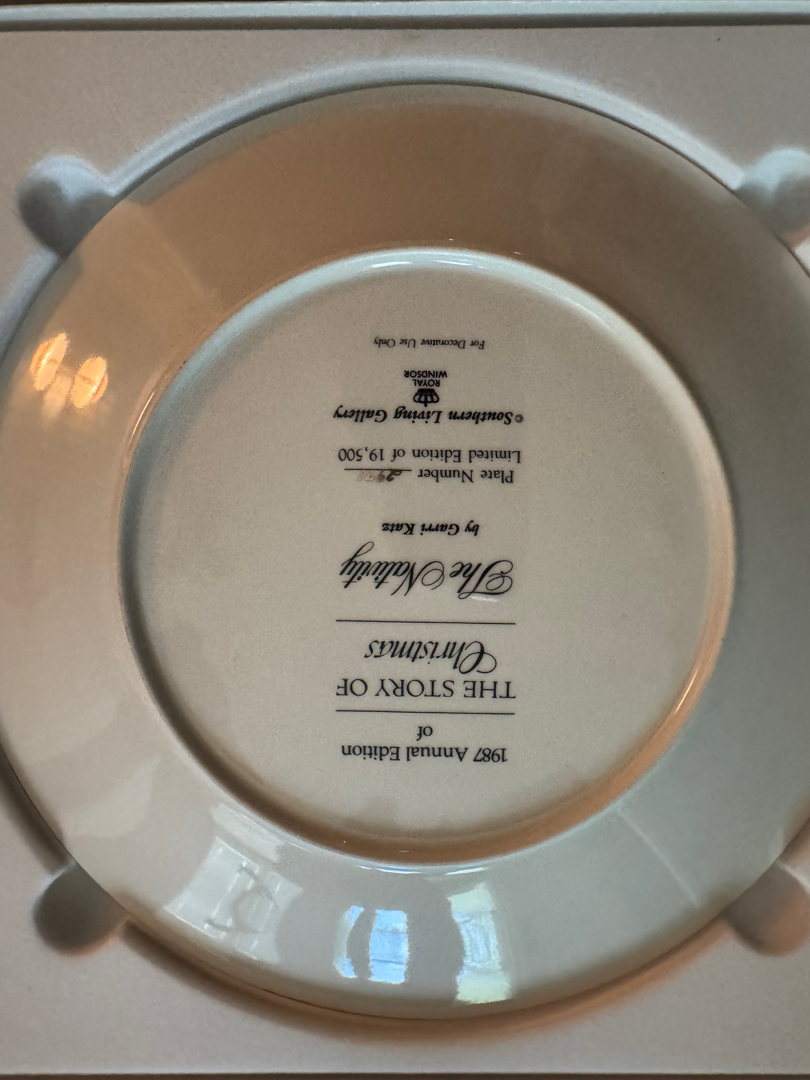 1987 Annual Edition
of
THE STORY OF
Christmas
The Nativity
by Garri Katz
Plate Number
Limited Edition of 19,500
©Southern Living Gallery
ROYAL
WINDSOR
For Decorative Use Only